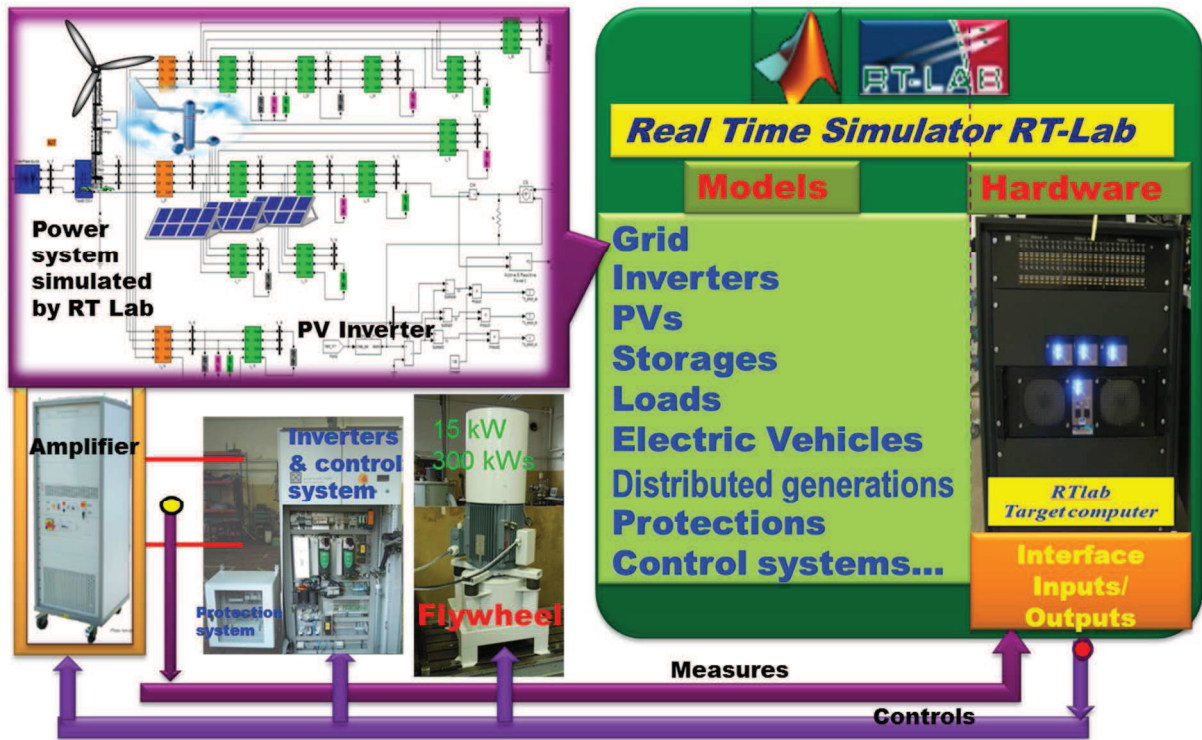 Power
system
simulated
by RT Lab
PV Inverter
RT-LAB
Real Time Simulator RT-Lab
Models
Hardware
Grid
Inverters
PVs
Storages
Loads
Electric Vehicles
Distributed generations
Protections
Control systems...
RTlab
Target computer
Interface
Inputs/
Outputs
Amplifier
Inverters
& control
system
Protection
system
15 kW
300 kWs
Flywheel
Measures
Controls